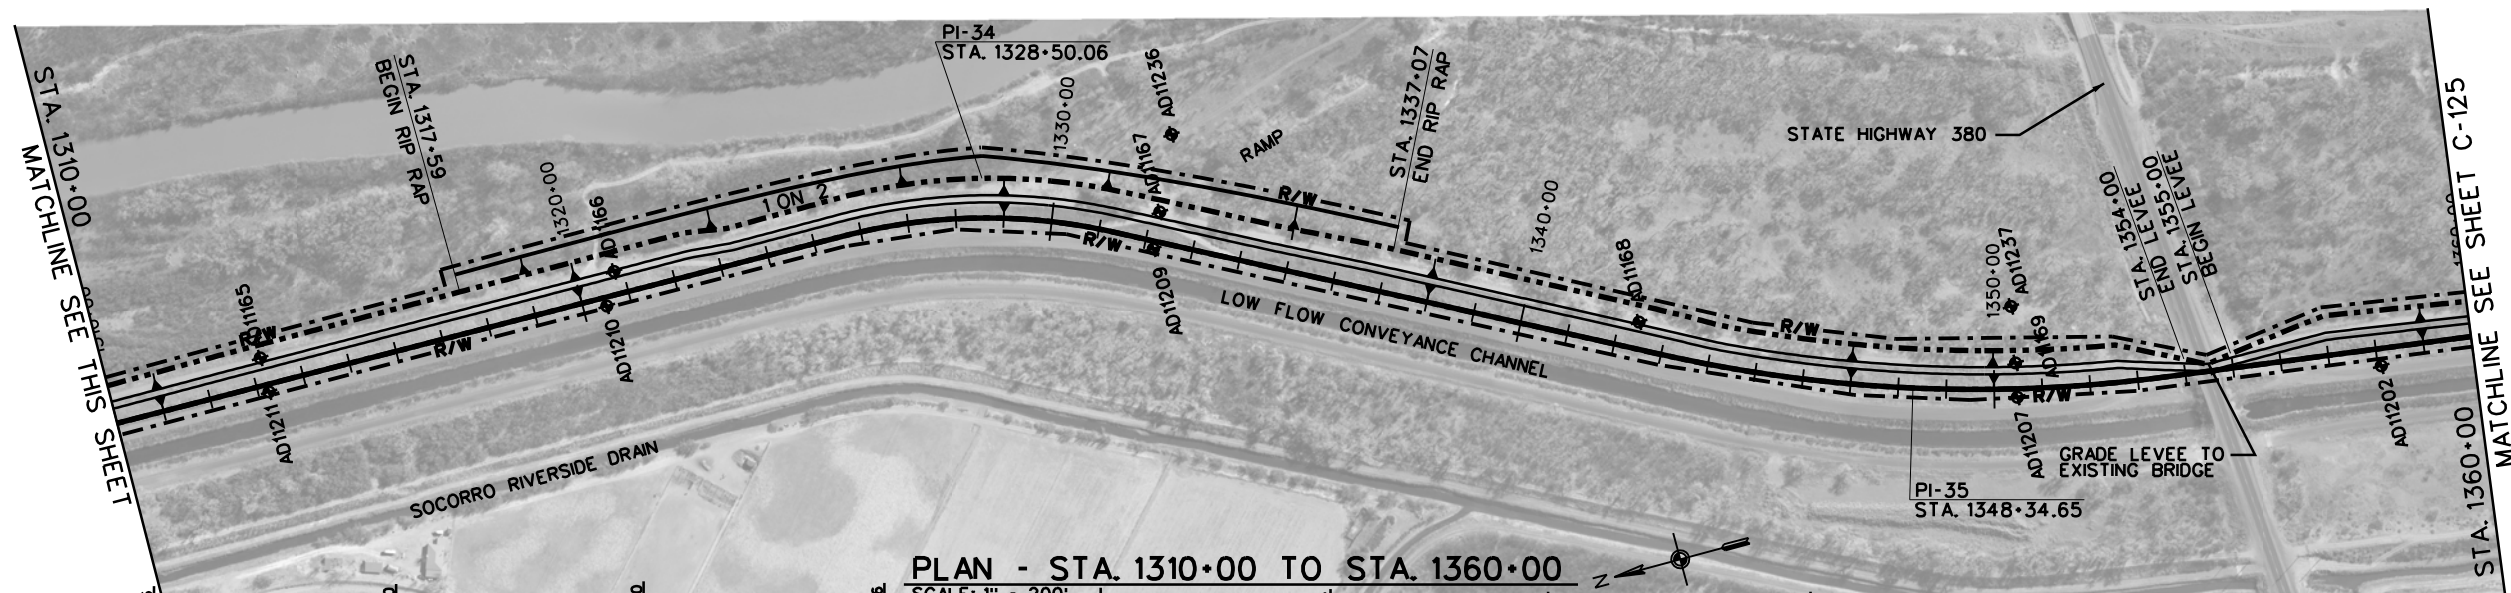 STA. 1310+00
MATCHLINE SEE THIS SHEET
STA. 1317+59
BEGIN RIP RAP
PI-34
STA. 1328+50.06
1320+00
1330+00
AD11236
AD11167
RAMP
STA. 1337+07
END RIP RAP
R/W
1 ON 2
1340+00
AD11168
STATE HIGHWAY 380
STA. 1354+00
END LEVEE
STA. 1355+00
BEGIN LEVEE
1350+00
AD11237
AD11169
R/W
AD11165
R/W
R/W
AD11166
AD11211
AD11210
R/W
AD11209
LOW FLOW CONVEYANCE CHANNEL
SOCORRO RIVERSIDE DRAIN
R/W
AD11207
GRADE LEVEE TO
EXISTING BRIDGE
PI-35
STA. 1348+34.65
AD11202
MATCHLINE SEE SHEET C-125
STA. 1360+00
N
PLAN - STA. 1310+00 TO STA. 1360+00